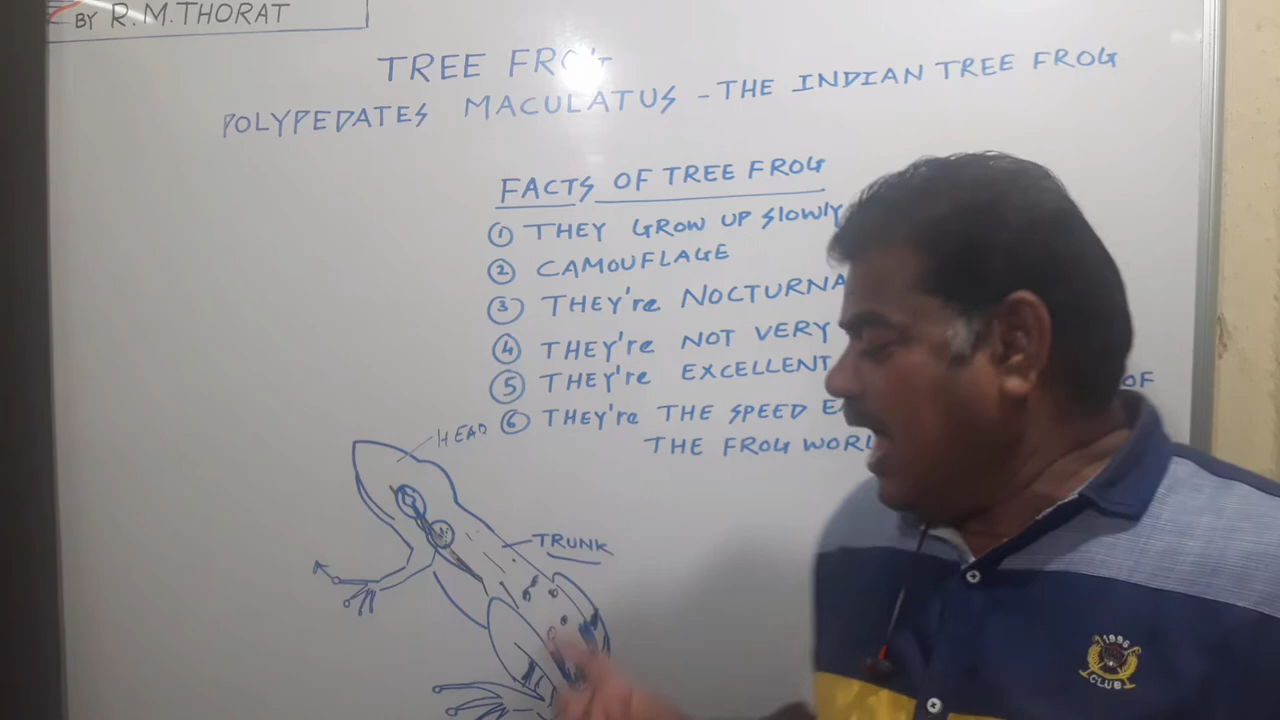 BY R.M.THORAT
TREE FROG
POLYPEDATES MACULATUS - THE INDIAN TREE FROG
FACTS OF TREE FROG
① THEY GROW UP SLOWLY
② CAMOUFLAGE
③ THEY're NOCTURNA
④ THEY're NOT VERY
⑤ THEY're EXCELLENT
⑥ THEY're THE SPEED E OF
THE FROG WORL
HEAD
TRUNK
1996
CLUB